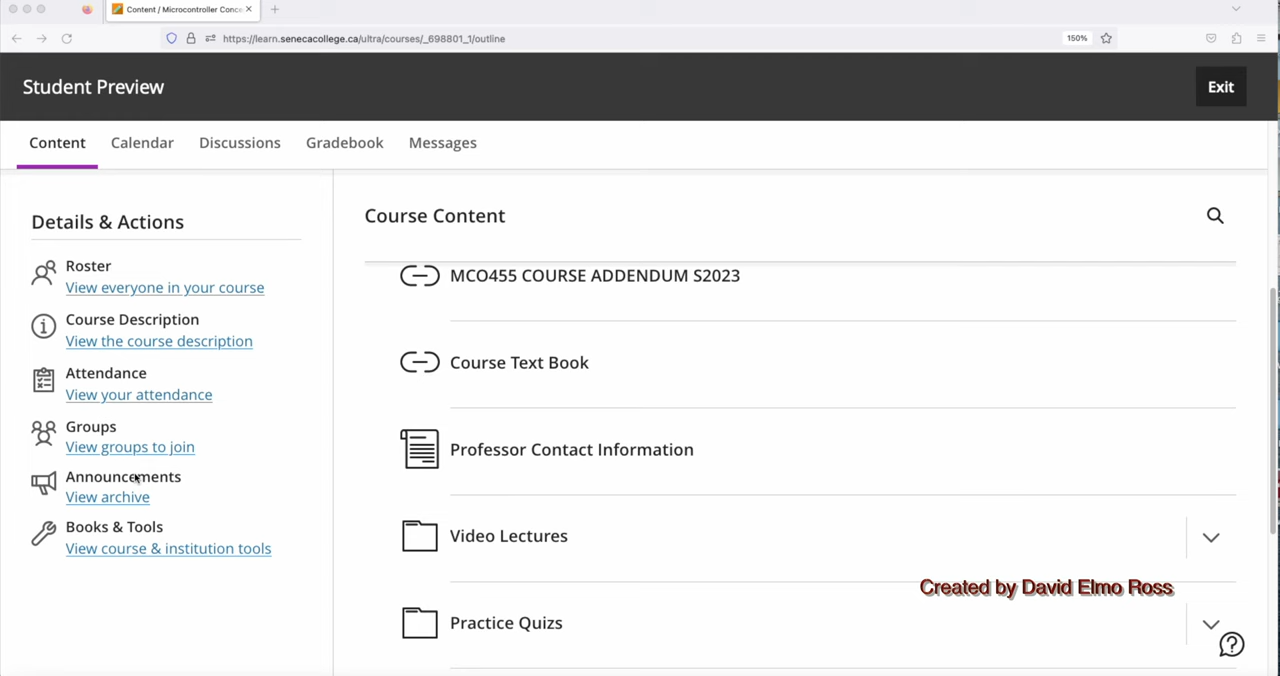 Content / Microcontroller Conce
https://learn.senecacollege.ca/ultra/courses/_698801_1/outline
150%
Student Preview
Exit
Content
Calendar
Discussions
Gradebook
Messages
Details & Actions
Roster
View everyone in your course
Course Description
View the course description
Attendance
View your attendance
Groups
View groups to join
Announcements
View archive
Books & Tools
View course & institution tools
Course Content
MCO455 COURSE ADDENDUM S2023
Course Text Book
Professor Contact Information
Video Lectures
Created by David Elmo Ross
Practice Quizs